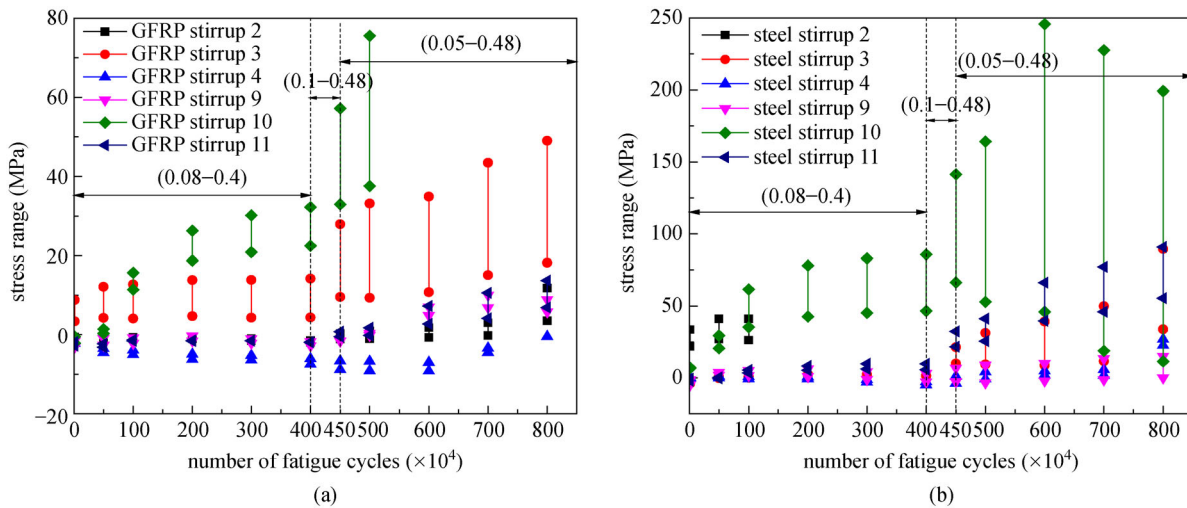 80
60
40
20
0
−20
stress range (MPa)
GFRP stirrup 2
GFRP stirrup 3
GFRP stirrup 4
GFRP stirrup 9
GFRP stirrup 10
GFRP stirrup 11
(0.05−0.48)
(0.1−0.48)
(0.08−0.4)
0 100 200 300 400 450 500 600 700 800
number of fatigue cycles (×10⁴)
(a)
250
200
150
100
50
0
stress range (MPa)
steel stirrup 2
steel stirrup 3
steel stirrup 4
steel stirrup 9
steel stirrup 10
steel stirrup 11
(0.05−0.48)
(0.1−0.48)
(0.08−0.4)
0 100 200 300 400 450 500 600 700 800
number of fatigue cycles (×10⁴)
(b)